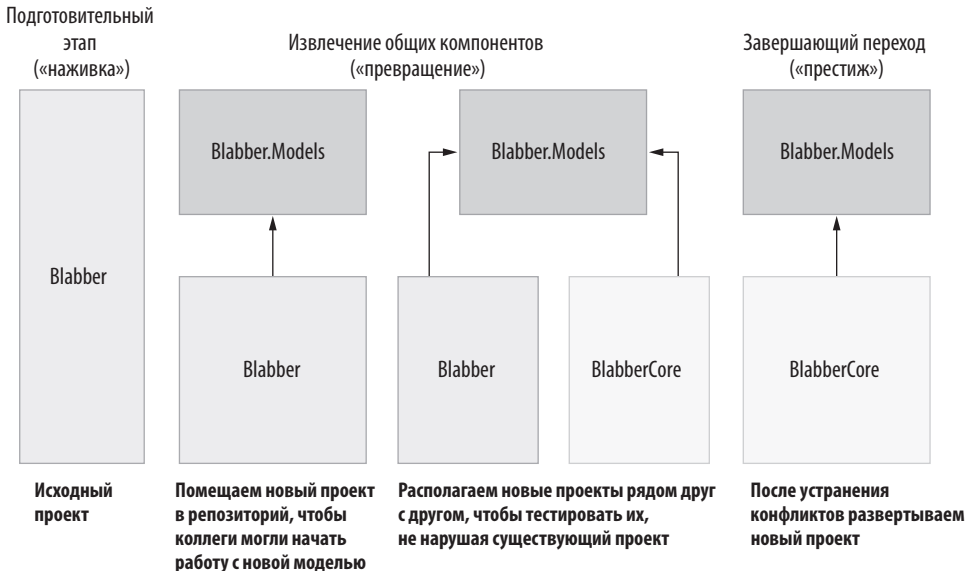 Подготовительный
этап
(«наживка»)
Извлечение общих компонентов
(«превращение»)
Завершающий переход
(«престиж»)
Blabber
Blabber.Models
Blabber
Blabber.Models
Blabber
BlabberCore
Blabber.Models
BlabberCore
Исходный
проект
Помещаем новый проект
в репозиторий, чтобы
коллеги могли начать
работу с новой моделью
Располагаем новые проекты рядом друг
с другом, чтобы тестировать их,
не нарушая существующий проект
После устранения
конфликтов развертываем
новый проект